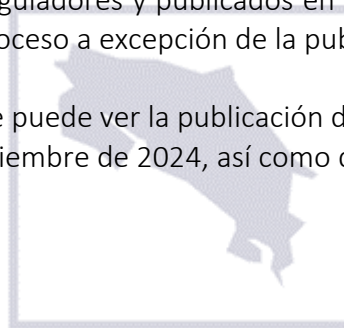 guladores y publicados en
oceso a excepción de la pub
e puede ver la publicación d
iembre de 2024, así como